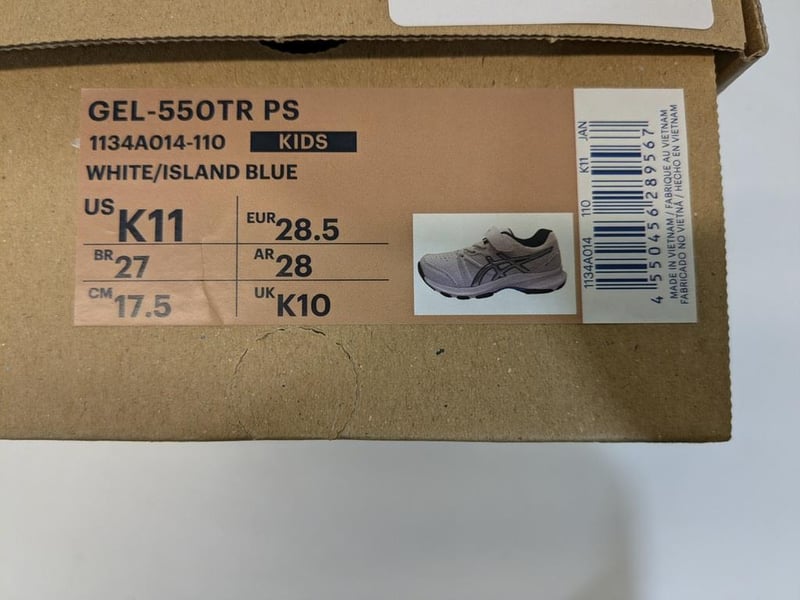 GEL-550TR PS
1134A014-110 KIDS
WHITE/ISLAND BLUE
US K11 EUR 28.5
BR 27 AR 28
CM 17.5 UK K10
1134A014 110 K11 JAN
4 550456 289567
MADE IN VIETNAM / FABRIQUE AU VIETNAM
FABRICADO NO VIETNÃ / HECHO EN VIETNAM